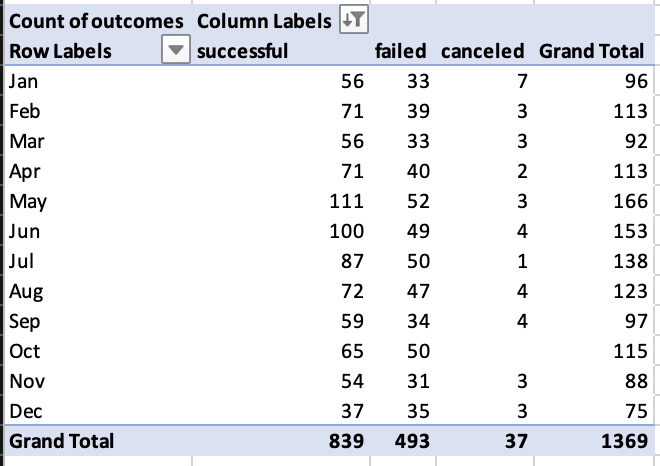 Count of outcomes Column Labels
Row Labels successful failed canceled Grand Total
Jan 56 33 7 96
Feb 71 39 3 113
Mar 56 33 3 92
Apr 71 40 2 113
May 111 52 3 166
Jun 100 49 4 153
Jul 87 50 1 138
Aug 72 47 4 123
Sep 59 34 4 97
Oct 65 50 115
Nov 54 31 3 88
Dec 37 35 3 75
Grand Total 839 493 37 1369